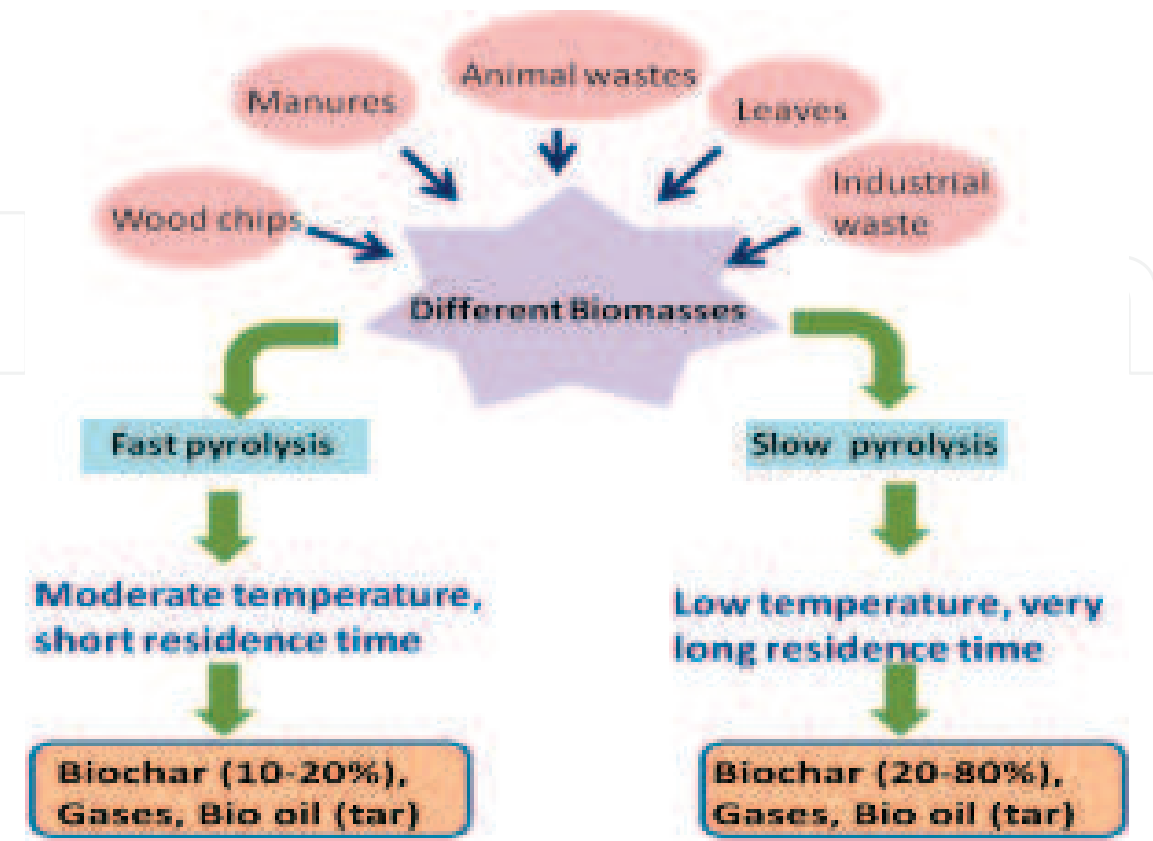 Animal wastes
Manures
Leaves
Wood chips
Industrial
waste
Different Biomasses
Fast pyrolysis
Slow pyrolysis
Moderate temperature,
short residence time
Low temperature, very
long residence time
Biochar (10-20%),
Gases, Bio oil (tar)
Biochar (20-80%),
Gases, Bio oil (tar)